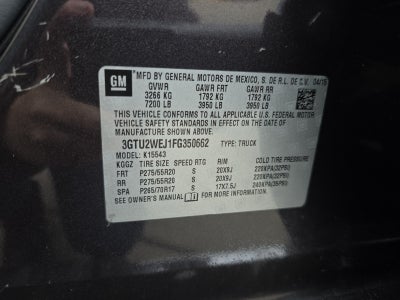 GM MFD BY GENERAL MOTORS DE MEXICO, S. DE R.L. DE C.V. 04/15
GVWR GAWR FRT GAWR RR
3266 KG 1792 KG 1792 KG
7200 LB 3950 LB 3950 LB
THIS VEHICLE CONFORMS TO ALL APPLICABLE U.S. FEDERAL MOTOR
VEHICLE SAFETY STANDARDS IN EFFECT ON THE DATE OF
MANUFACTURE SHOWN ABOVE.
3GTU2WEJ1FG350662 TYPE: TRUCK
MODEL: K15543
KGGZ TIRE SIZE SPEED RTG RIM COLD TIRE PRESSURE
FRT P275/55R20 S 20X9J 220KPA(32PSI)
RR P275/55R20 S 20X9J 220KPA(32PSI)
SPA P265/70R17 S 17X7.5J 240KPA(35PSI)
SEE OWNER'S MANUAL FOR MORE INFORMATION.